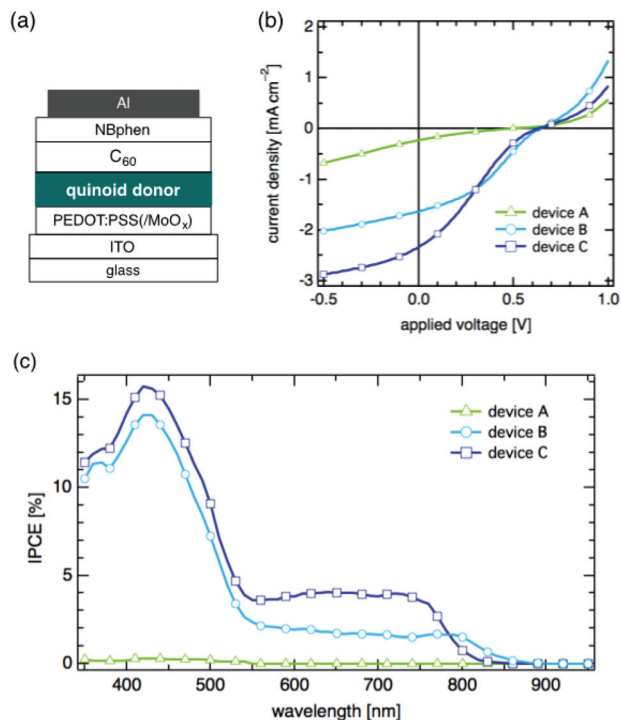 (a)
Al
NBphen
C₆₀
quinoid donor
PEDOT:PSS(/MoOₓ)
ITO
glass
(b)
2
1
0
-1
-2
-3
current density [mA cm⁻²]
device A
device B
device C
-0.5
0.0
0.5
1.0
applied voltage [V]
(c)
15
10
5
0
IPCE [%]
device A
device B
device C
400
500
600
700
800
900
wavelength [nm]